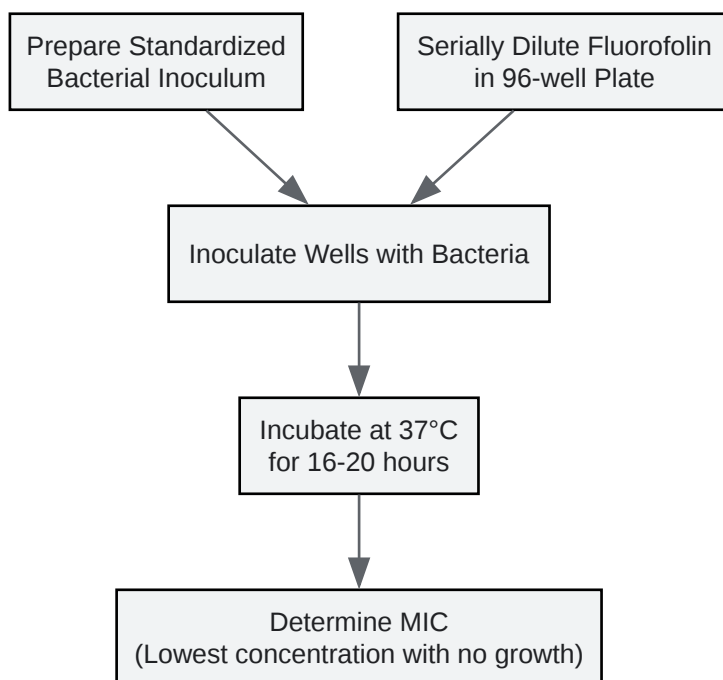 Prepare Standardized
Bacterial Inoculum
Serially Dilute Fluorofolin
in 96-well Plate
Inoculate Wells with Bacteria
Incubate at 37°C
for 16-20 hours
Determine MIC
(Lowest concentration with no growth)